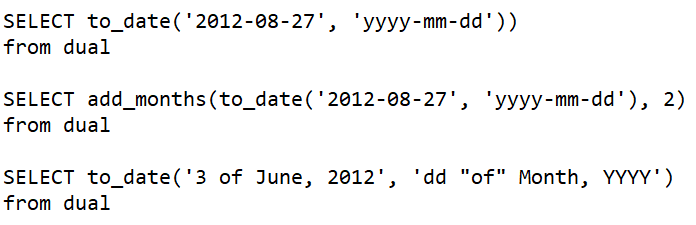 SELECT to_date('2012-08-27', 'yyyy-mm-dd'))
from dual
SELECT add_months(to_date('2012-08-27', 'yyyy-mm-dd'), 2)
from dual
SELECT to_date('3 of June, 2012', 'dd "of" Month, YYYY')
from dual